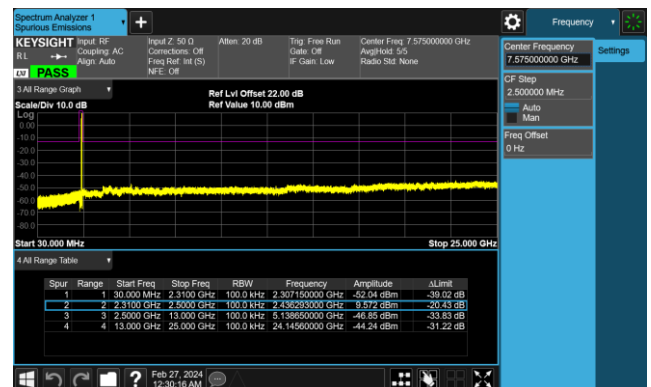 Spectrum Analyzer 1
Spurious Emissions
Frequency
KEYSIGHT Input: RF Input Z: 50 Ω Atten: 20 dB Trig: Free Run Center Freq: 7.575000000 GHz
RL Coupling: AC Corrections: Off Gate: Off Avg|Hold: 5/5
Align: Auto Freq Ref: Int (S) IF Gain: Low Radio Std: None
NFE: Off
LXI PASS
Center Frequency
7.575000000 GHz
Settings
CF Step
2.500000 MHz
Auto
Man
Freq Offset
0 Hz
3 All Range Graph
Ref Lvl Offset 22.00 dB
Scale/Div 10.0 dB Ref Value 10.00 dBm
Log
0.00
-10.0
-20.0
-30.0
-40.0
-50.0
-60.0
-70.0
-80.0
Start 30.000 MHz Stop 25.000 GHz
4 All Range Table
Spur Range Start Freq Stop Freq RBW Frequency Amplitude ΔLimit
1 1 30.000 MHz 2.3100 GHz 100.0 kHz 2.307150000 GHz -52.04 dBm -39.02 dB
2 2 2.3100 GHz 2.5000 GHz 100.0 kHz 2.436293000 GHz 9.572 dBm -20.43 dB
3 3 2.5000 GHz 13.000 GHz 100.0 kHz 5.138650000 GHz -46.85 dBm -33.83 dB
4 4 13.000 GHz 25.000 GHz 100.0 kHz 24.14560000 GHz -44.24 dBm -31.22 dB
? Feb 27, 2024
12:30:16 AM